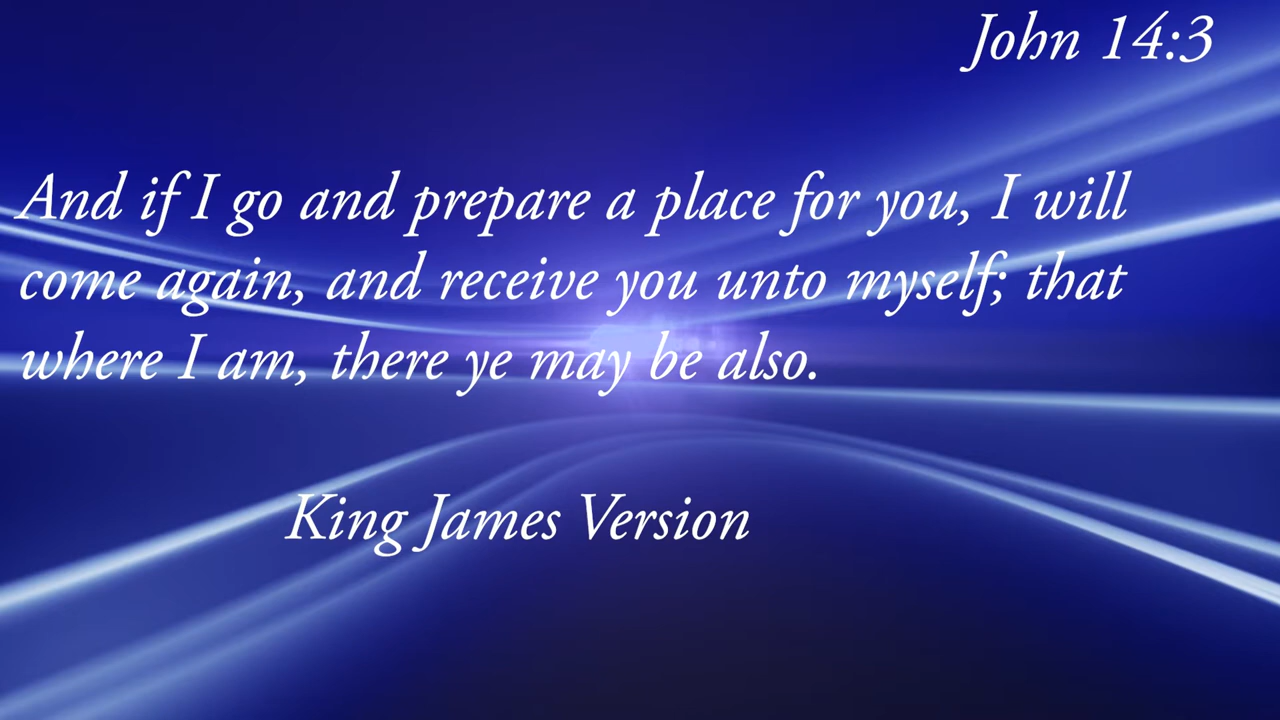 John 14:3
And if I go and prepare a place for you, I will
come again, and receive you unto myself; that
where I am, there ye may be also.
King James Version